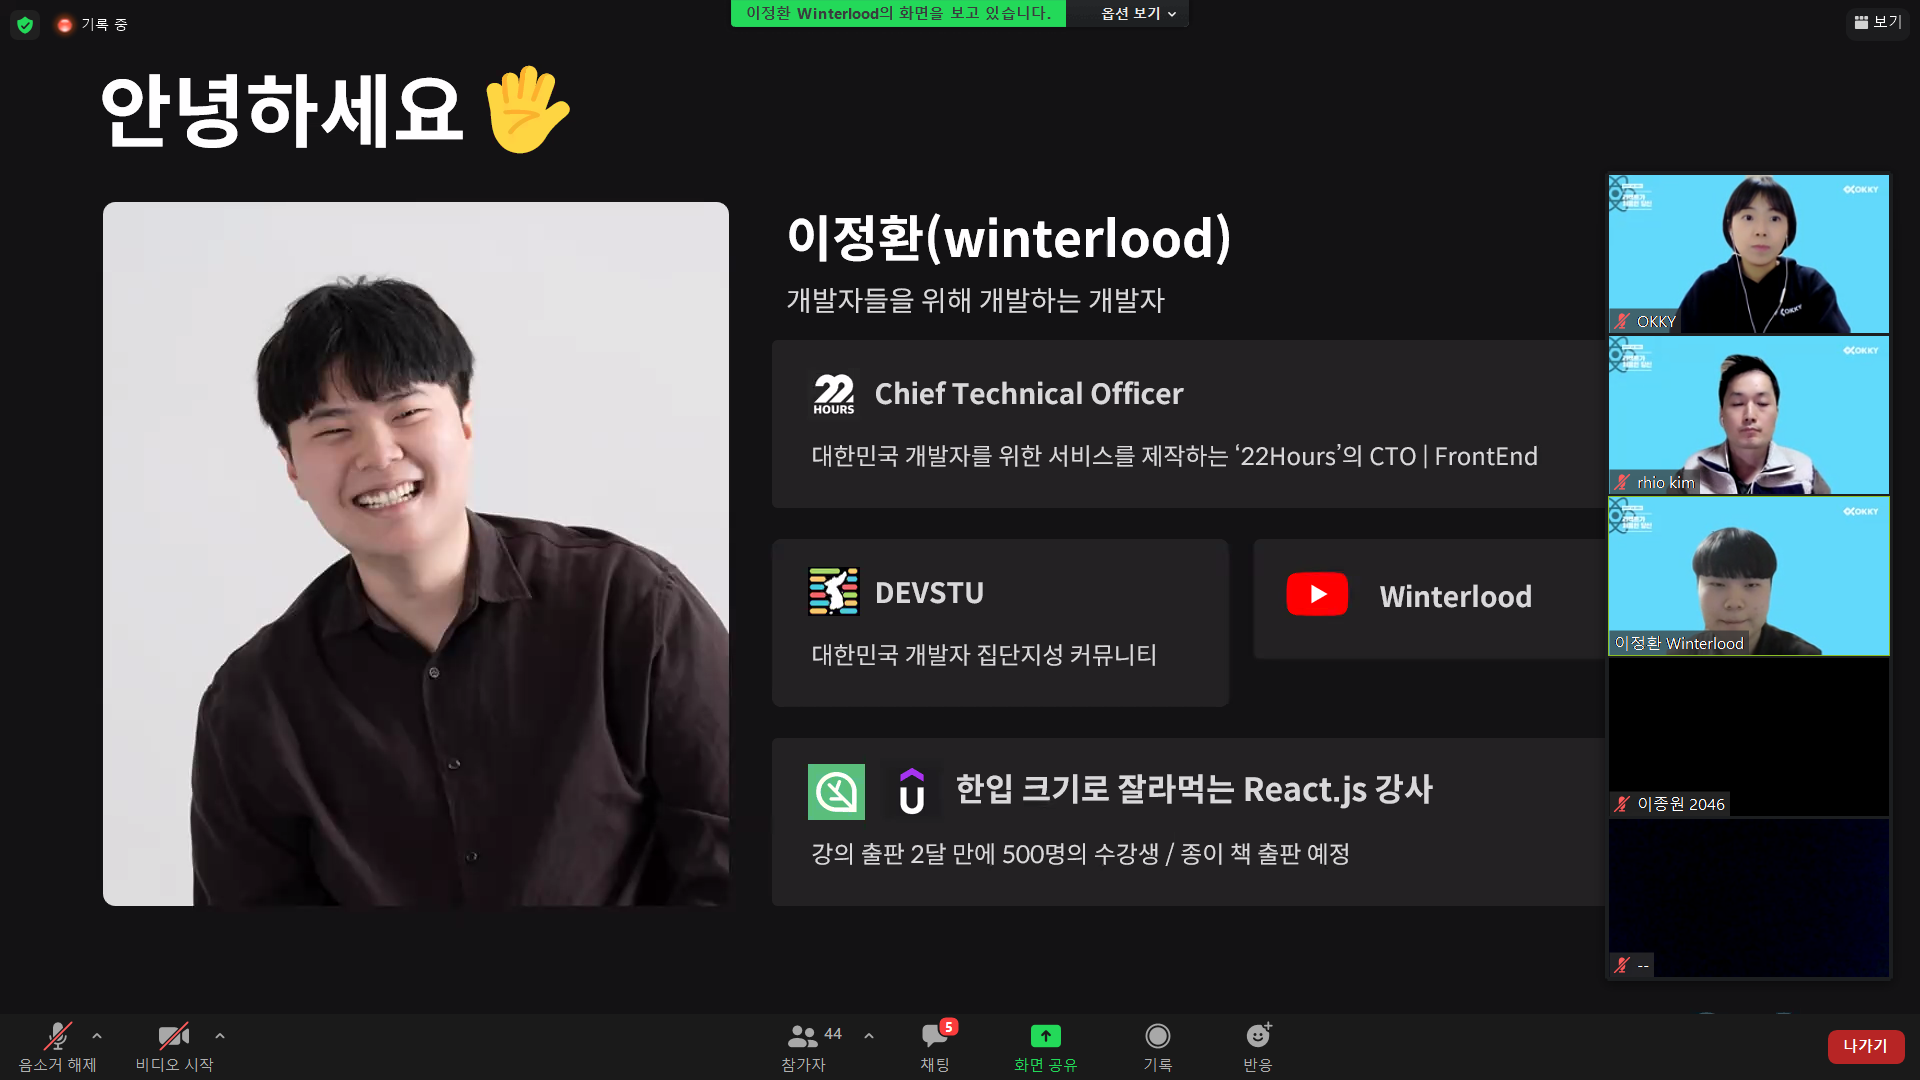 기록 중
이정환 Winterlood의 화면을 보고 있습니다.
옵션 보기
보기
안녕하세요
이정환(winterlood)
개발자들을 위해 개발하는 개발자
22 HOURS
Chief Technical Officer
대한민국 개발자를 위한 서비스를 제작하는 ‘22Hours’의 CTO | FrontEnd
DEVSTU
대한민국 개발자 집단지성 커뮤니티
Winterlood
한입 크기로 잘라먹는 React.js 강사
강의 출판 2달 만에 500명의 수강생 / 종이 책 출판 예정
OKKY
OKKY
OKKY
OKKY
rhio kim
OKKY
이정환 Winterlood
이종원 2046
--
음소거 해제
비디오 시작
44
참가자
5
채팅
화면 공유
기록
반응
나가기